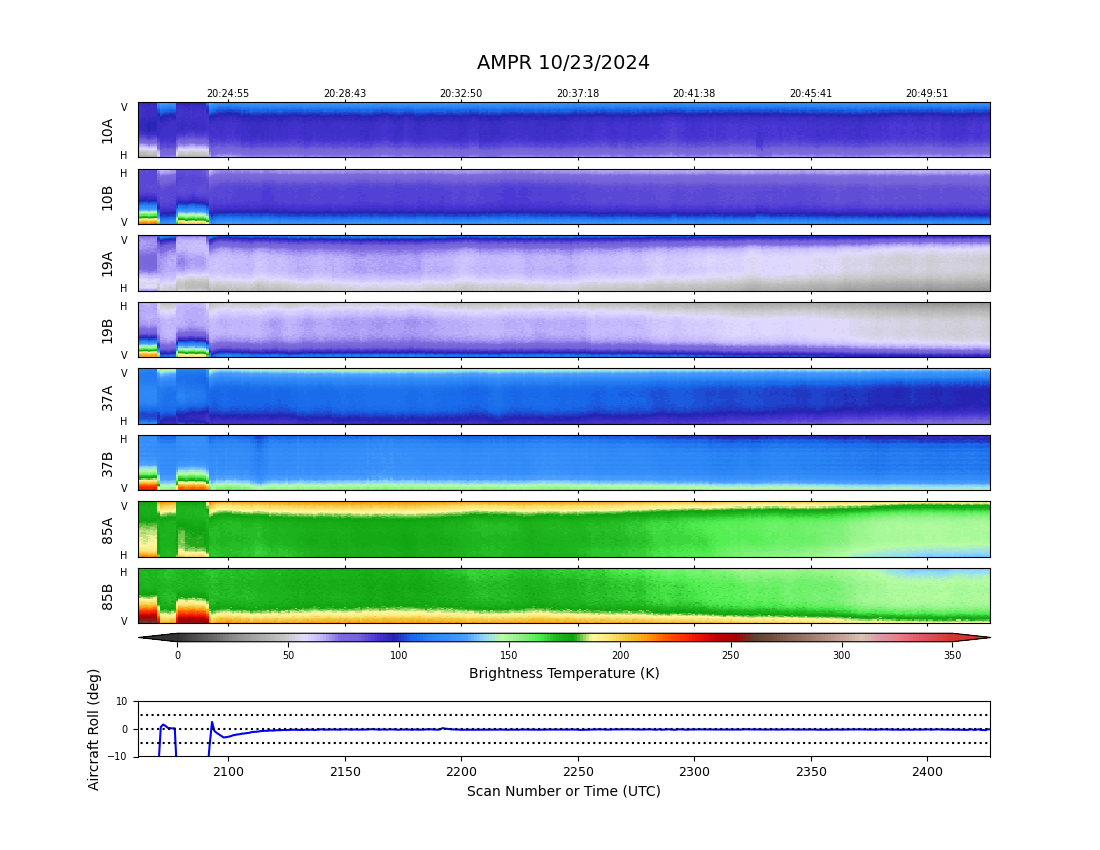 AMPR 10/23/2024
20:24:55 20:28:43 20:32:50 20:37:18 20:41:38 20:45:41 20:49:51
V
10A
H
H
10B
V
V
19A
H
H
19B
V
V
37A
H
H
37B
V
V
85A
H
H
85B
V
0 50 100 150 200 250 300 350
Brightness Temperature (K)
Aircraft Roll (deg)
10
0
−10
2100 2150 2200 2250 2300 2350 2400
Scan Number or Time (UTC)